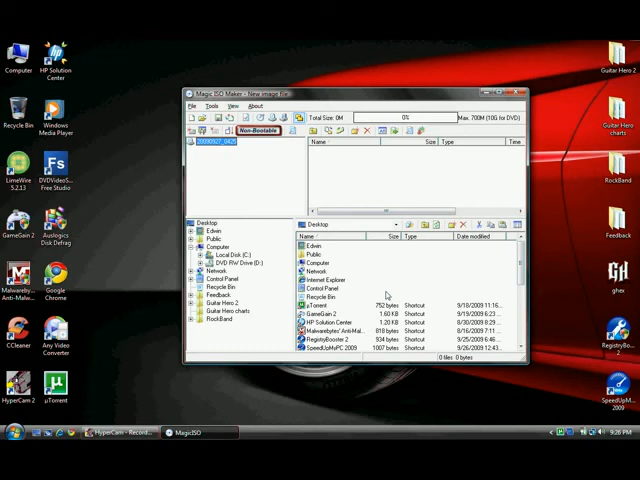 Computer
HP Solution
Center
Recycle Bin
Windows
Media Player
LimeWire
5.2.13
DVDVideoS...
Free Studio
GameGain 2
Auslogics
Disk Defrag
Malwareby...
Anti-Malw...
Google
Chrome
CCleaner
Any Video
Converter
HyperCam 2
µTorrent
Guitar Hero 2
Guitar Hero
charts
RockBand
Feedback
ghex
RegistryBo...
2
SpeedUpM...
2009
Magic ISO Maker - New image file
File Tools View About
Total Size: 0M
0%
Max. 700M (10G for DVD)
Non-Bootable
Name Size Type Time
Desktop
Edwin
Public
Computer
Local Disk (C:)
DVD RW Drive (D:)
Network
Control Panel
Recycle Bin
Feedback
Guitar Hero 2
Guitar Hero charts
RockBand
Desktop
Name Size Type Date modified
Edwin
Public
Computer
Network
Internet Explorer
Control Panel
Recycle Bin
µTorrent 752 bytes Shortcut 9/18/2009 11:16...
GameGain 2 1.60 KB Shortcut 9/19/2009 6:23...
HP Solution Center 1.20 KB Shortcut 8/30/2009 8:29...
Malwarebytes' Anti-Mal... 818 bytes Shortcut 8/16/2009 7:11...
RegistryBooster 2 934 bytes Shortcut 9/25/2009 6:46...
SpeedUpMyPC 2009 1007 bytes Shortcut 9/26/2009 12:43...
0 files 0 bytes
HyperCam - Record...
MagicISO
9:26 PM